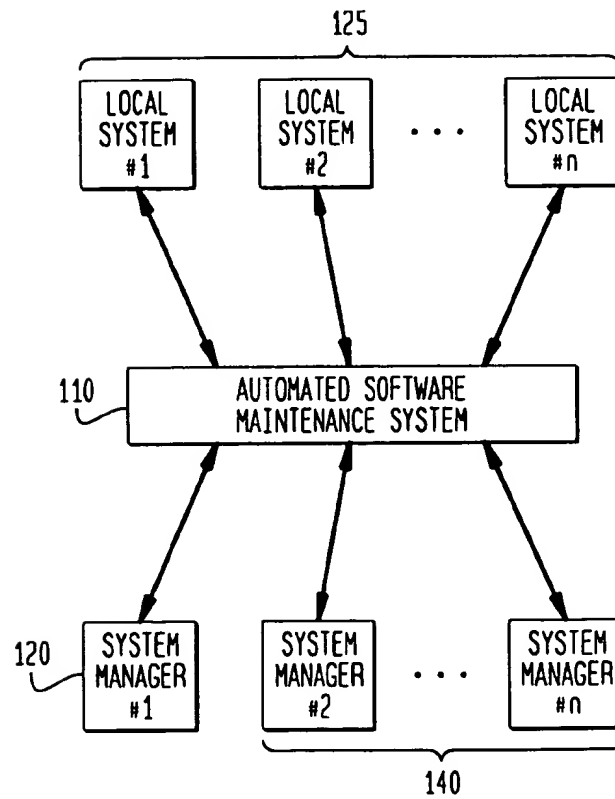 125
LOCAL
SYSTEM
#1
LOCAL
SYSTEM
#2
...
LOCAL
SYSTEM
#n
110
AUTOMATED SOFTWARE
MAINTENANCE SYSTEM
120
SYSTEM
MANAGER
#1
SYSTEM
MANAGER
#2
...
SYSTEM
MANAGER
#n
140